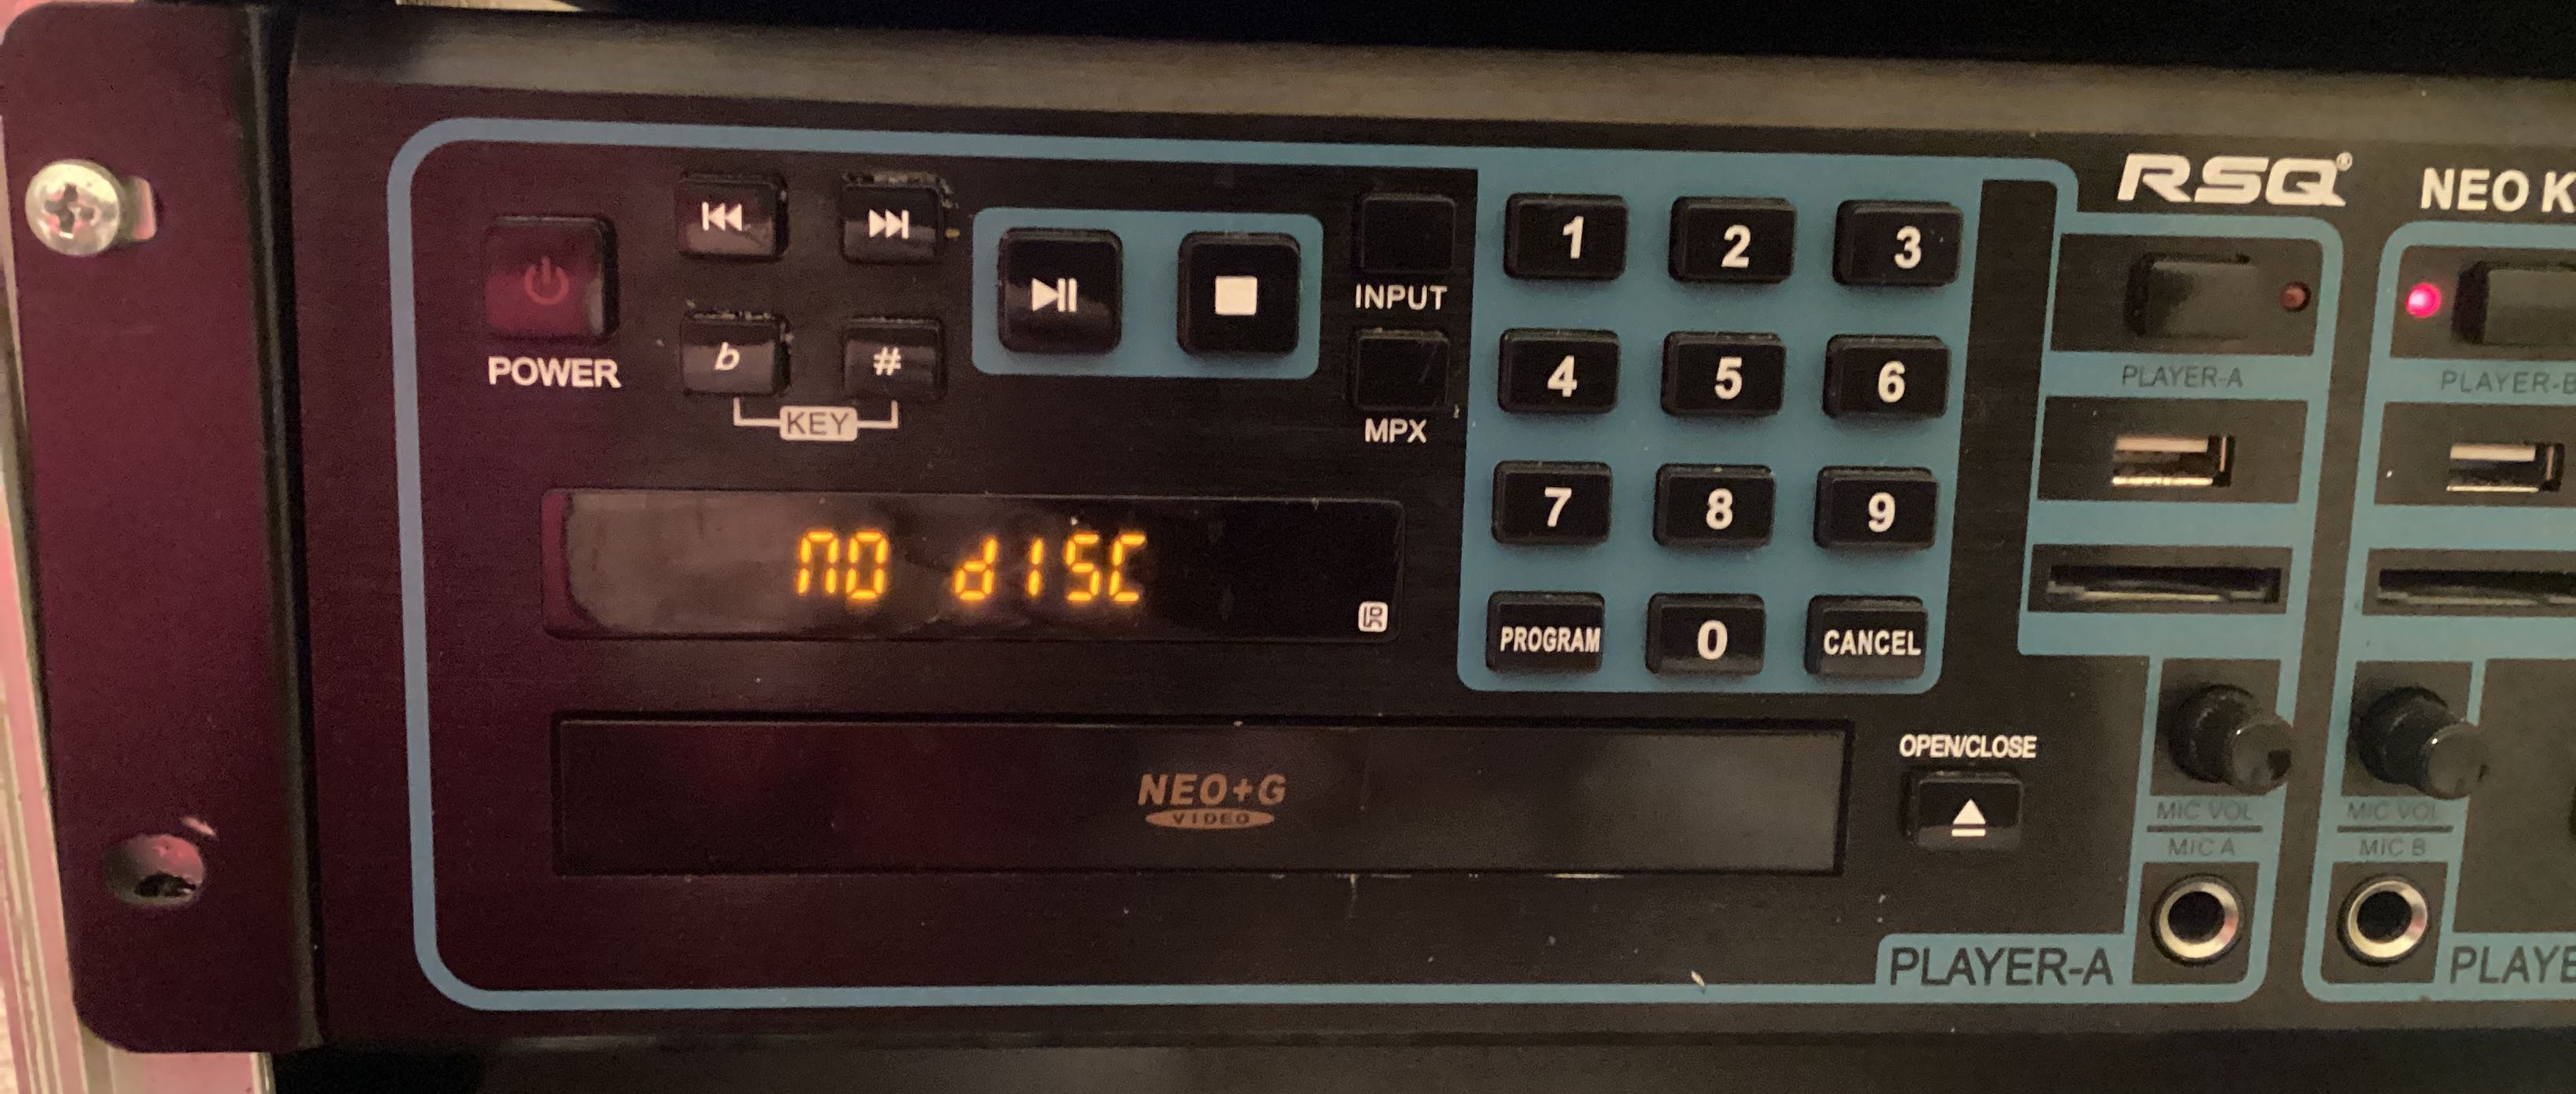 RSQ®
NEO K
POWER
b
#
KEY
INPUT
MPX
1 2 3
4 5 6
7 8 9
PROGRAM 0 CANCEL
NO dISC
NEO+G
VIDEO
OPEN/CLOSE
PLAYER-A
PLAYER-B
MIC VOL
MIC VOL
MIC A
MIC B
PLAYER-A
PLAYE